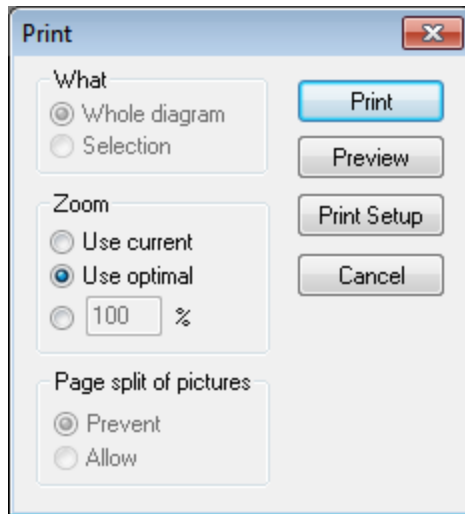 Print
What
Whole diagram
Selection
Zoom
Use current
Use optimal
100 %
Page split of pictures
Prevent
Allow
Print
Preview
Print Setup
Cancel